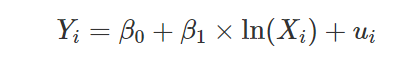 Yᵢ = β₀ + β₁ × ln(Xᵢ) + uᵢ